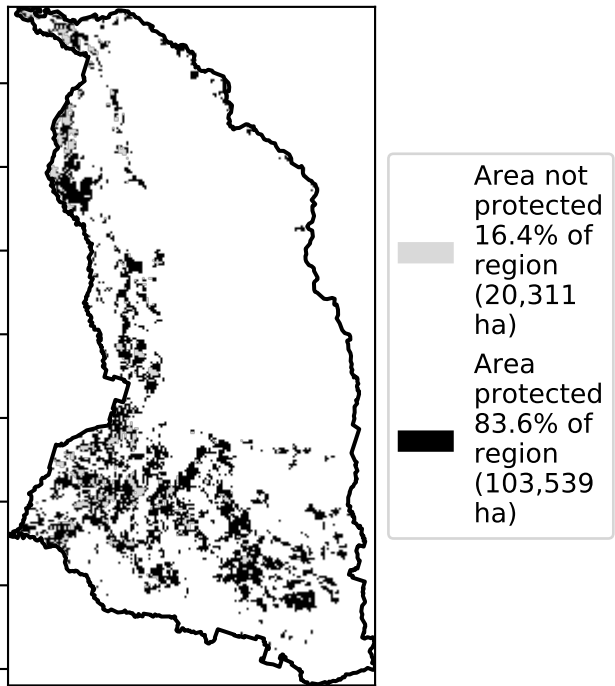 Area not
protected
16.4% of
region
(20,311
ha)
Area
protected
83.6% of
region
(103,539
ha)